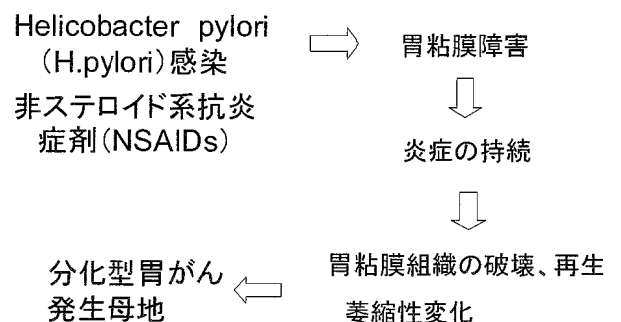 Helicobacter pylori
（H.pylori）感染
非ステロイド系抗炎
症剤（NSAIDs）
胃粘膜障害
炎症の持続
胃粘膜組織の破壊、再生
萎縮性変化
分化型胃がん
発生母地